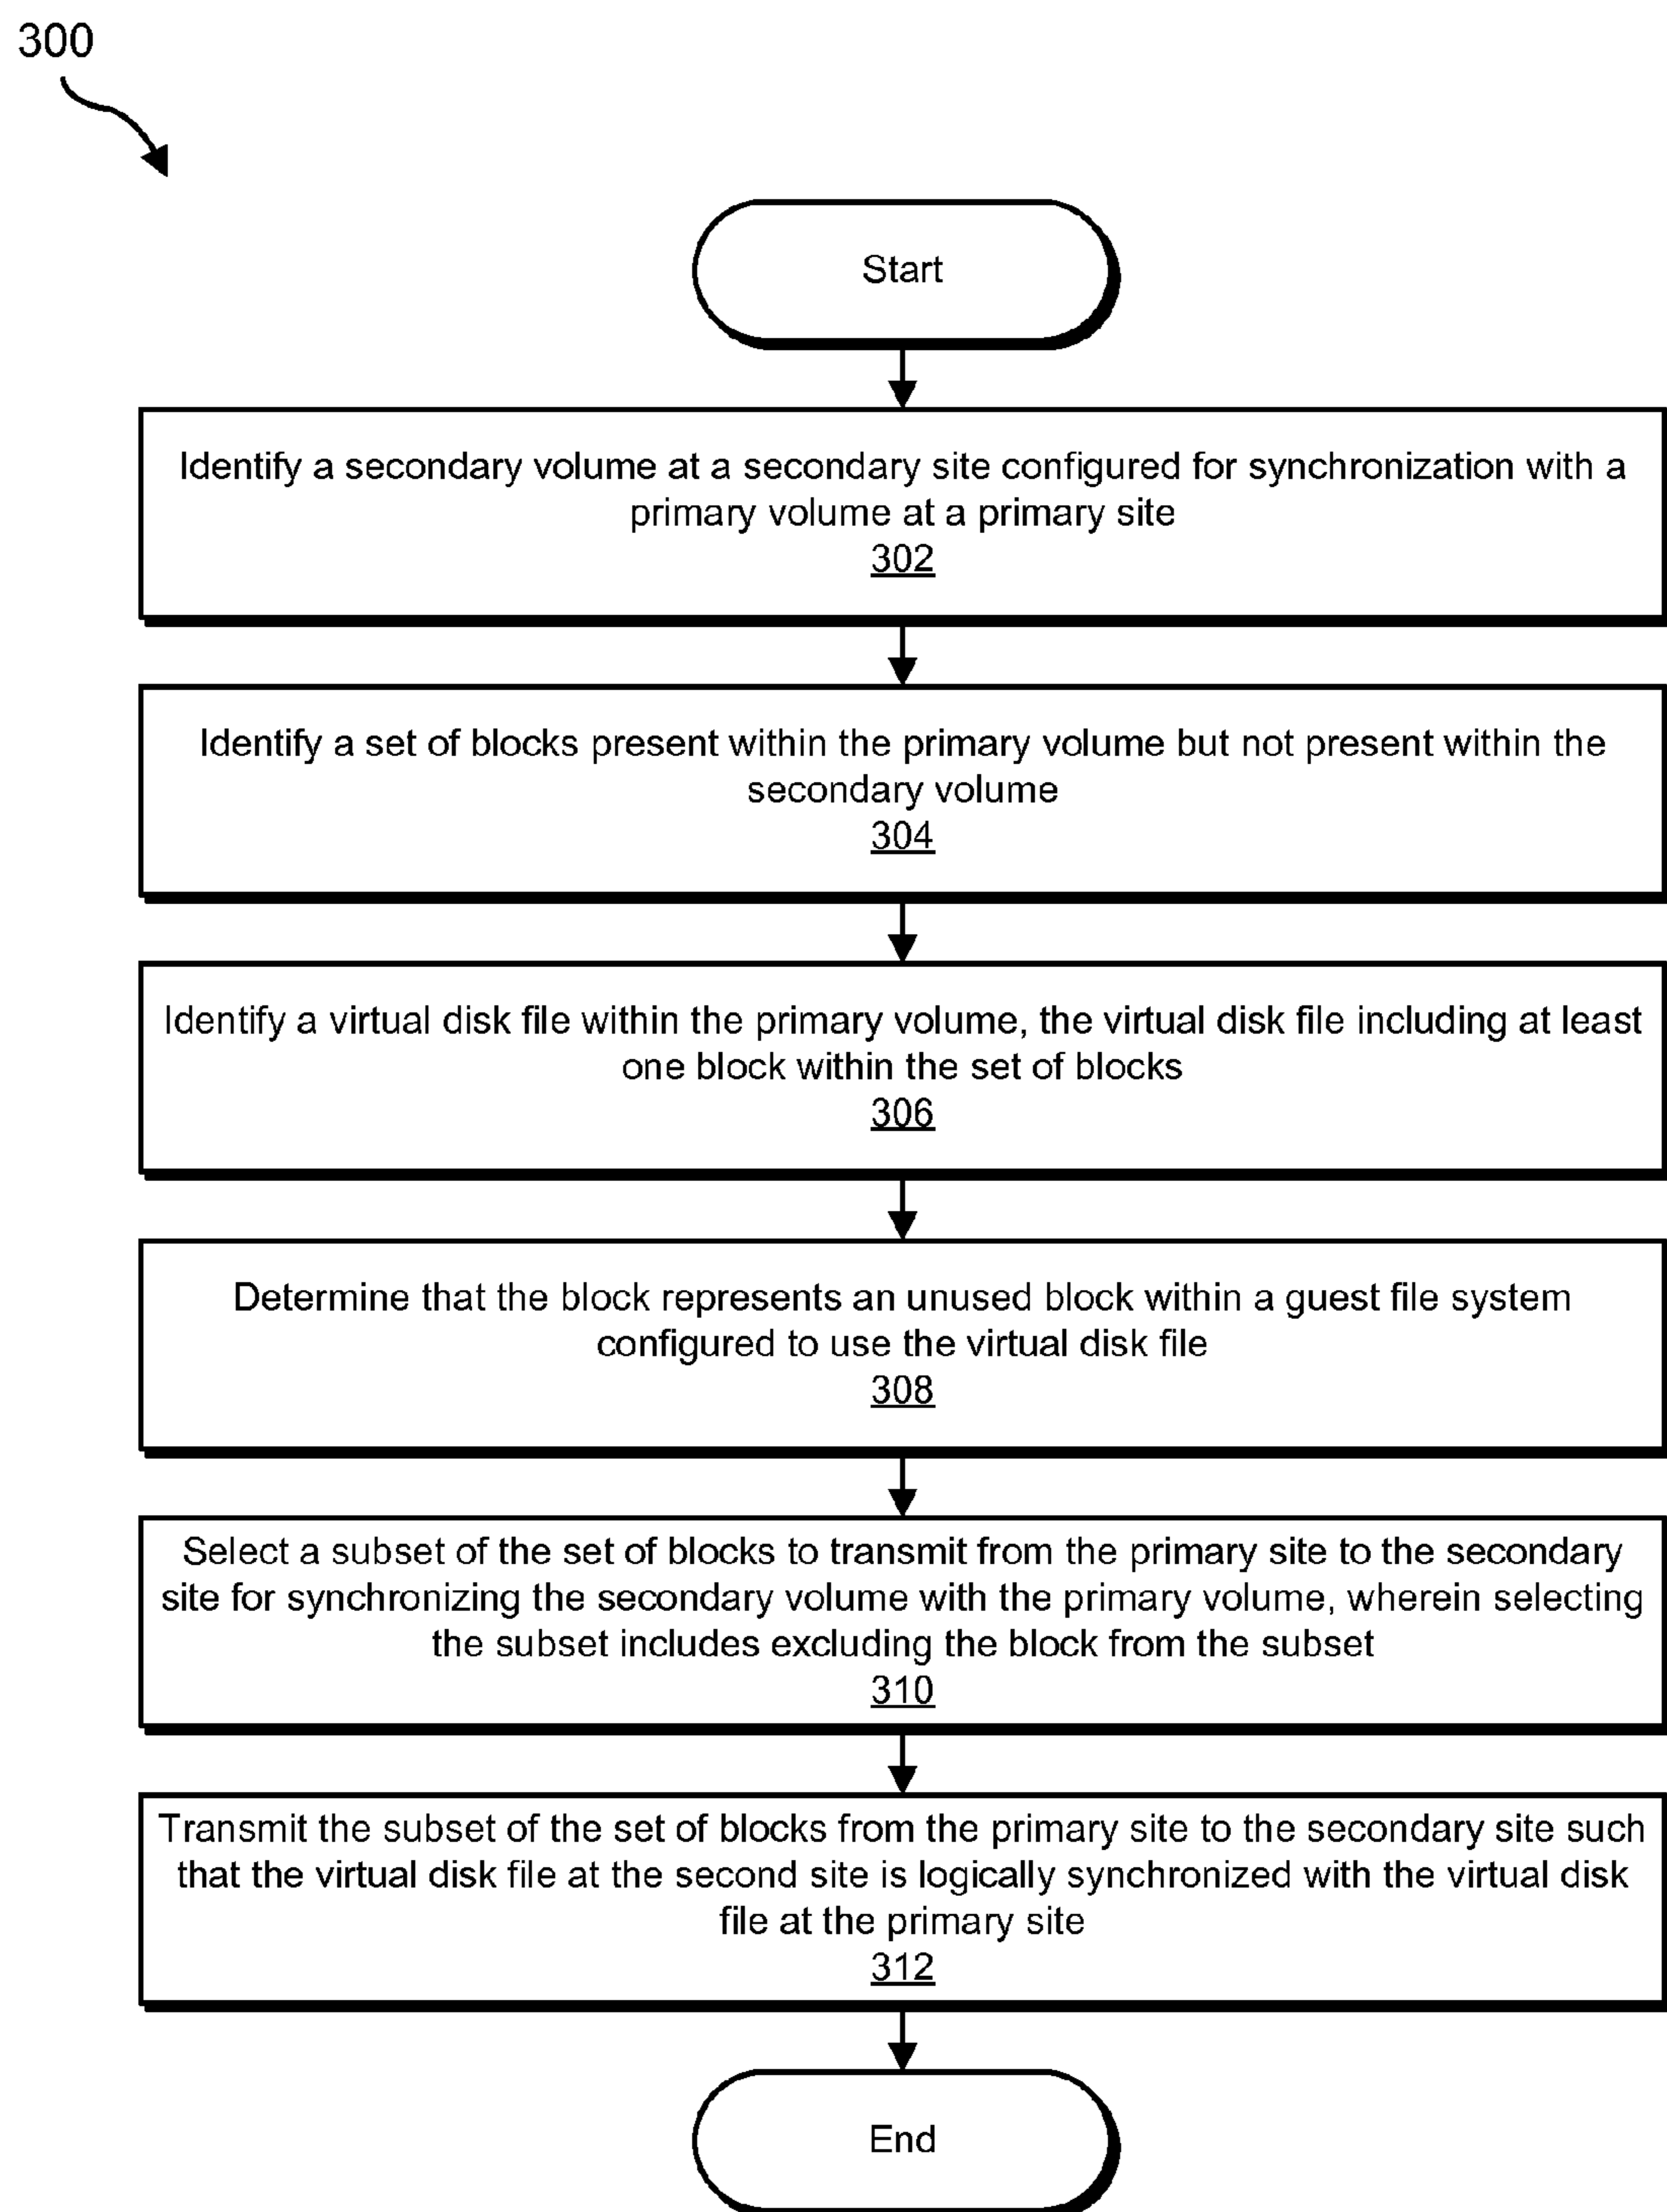 300
Start
Identify a secondary volume at a secondary site configured for synchronization with a
primary volume at a primary site
302
Identify a set of blocks present within the primary volume but not present within the
secondary volume
304
Identify a virtual disk file within the primary volume, the virtual disk file including at least
one block within the set of blocks
306
Determine that the block represents an unused block within a guest file system
configured to use the virtual disk file
308
Select a subset of the set of blocks to transmit from the primary site to the secondary
site for synchronizing the secondary volume with the primary volume, wherein selecting
the subset includes excluding the block from the subset
310
Transmit the subset of the set of blocks from the primary site to the secondary site such
that the virtual disk file at the second site is logically synchronized with the virtual disk
file at the primary site
312
End